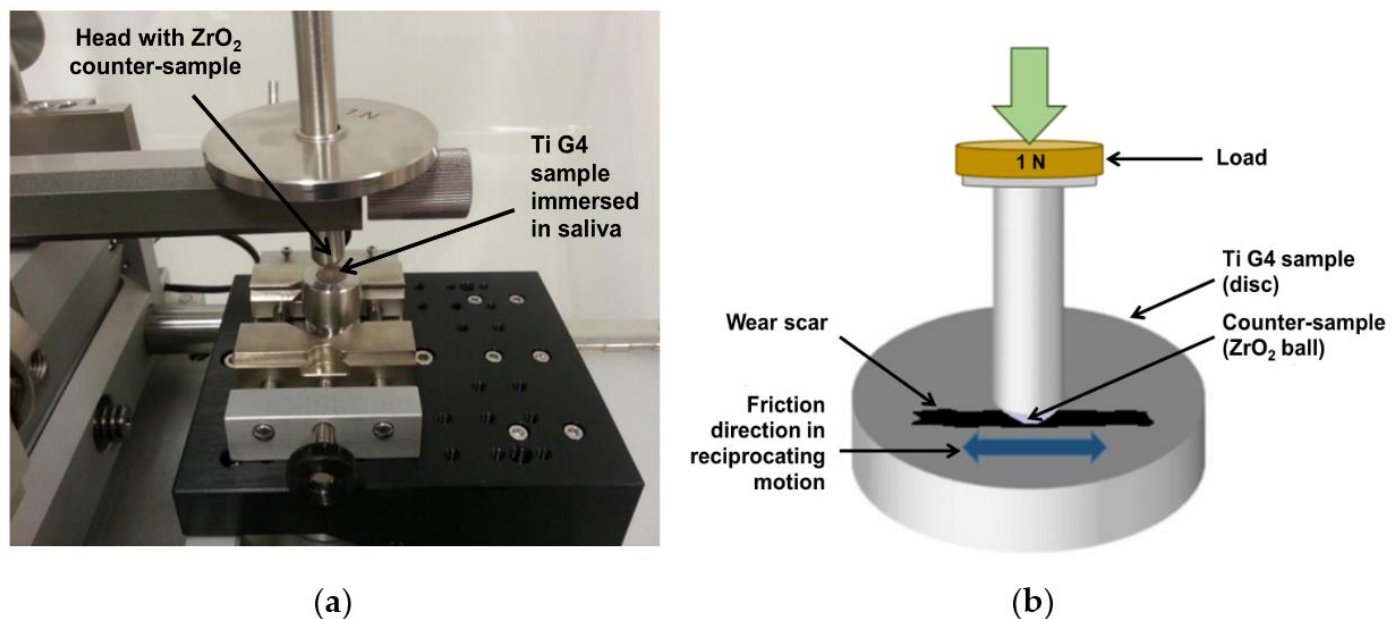 Head with ZrO₂
counter-sample
1 N
Ti G4
sample
immersed
in saliva
(a)
1 N
Load
Ti G4 sample
(disc)
Wear scar
Counter-sample
(ZrO₂ ball)
Friction
direction in
reciprocating
motion
(b)